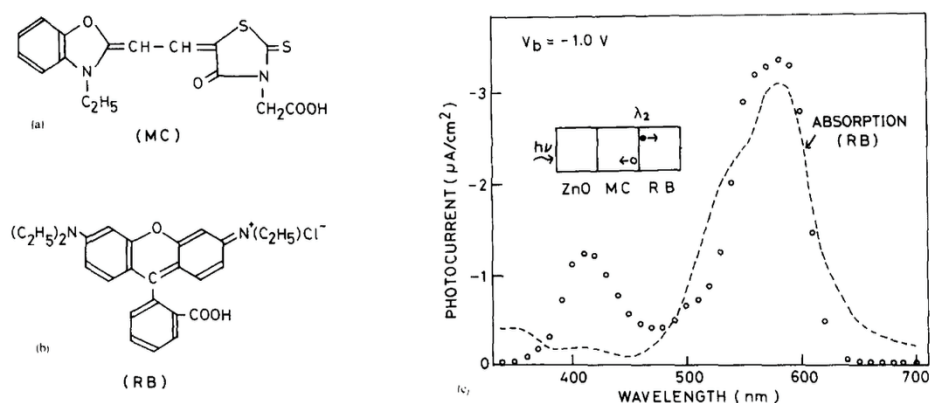 O
CH—CH
S
S
N
C₂H₅
O
N
CH₂COOH
(a)
(MC)
(C₂H₅)₂N
O
N⁺(C₂H₅)Cl⁻
C
COOH
(b)
(RB)
V_b = -1.0 V
λ₂
hν
ZnO MC RB
ABSORPTION
(RB)
PHOTOCURRENT (μA/cm²)
-3
-2
-1
0
400 500 600 700
WAVELENGTH (nm)